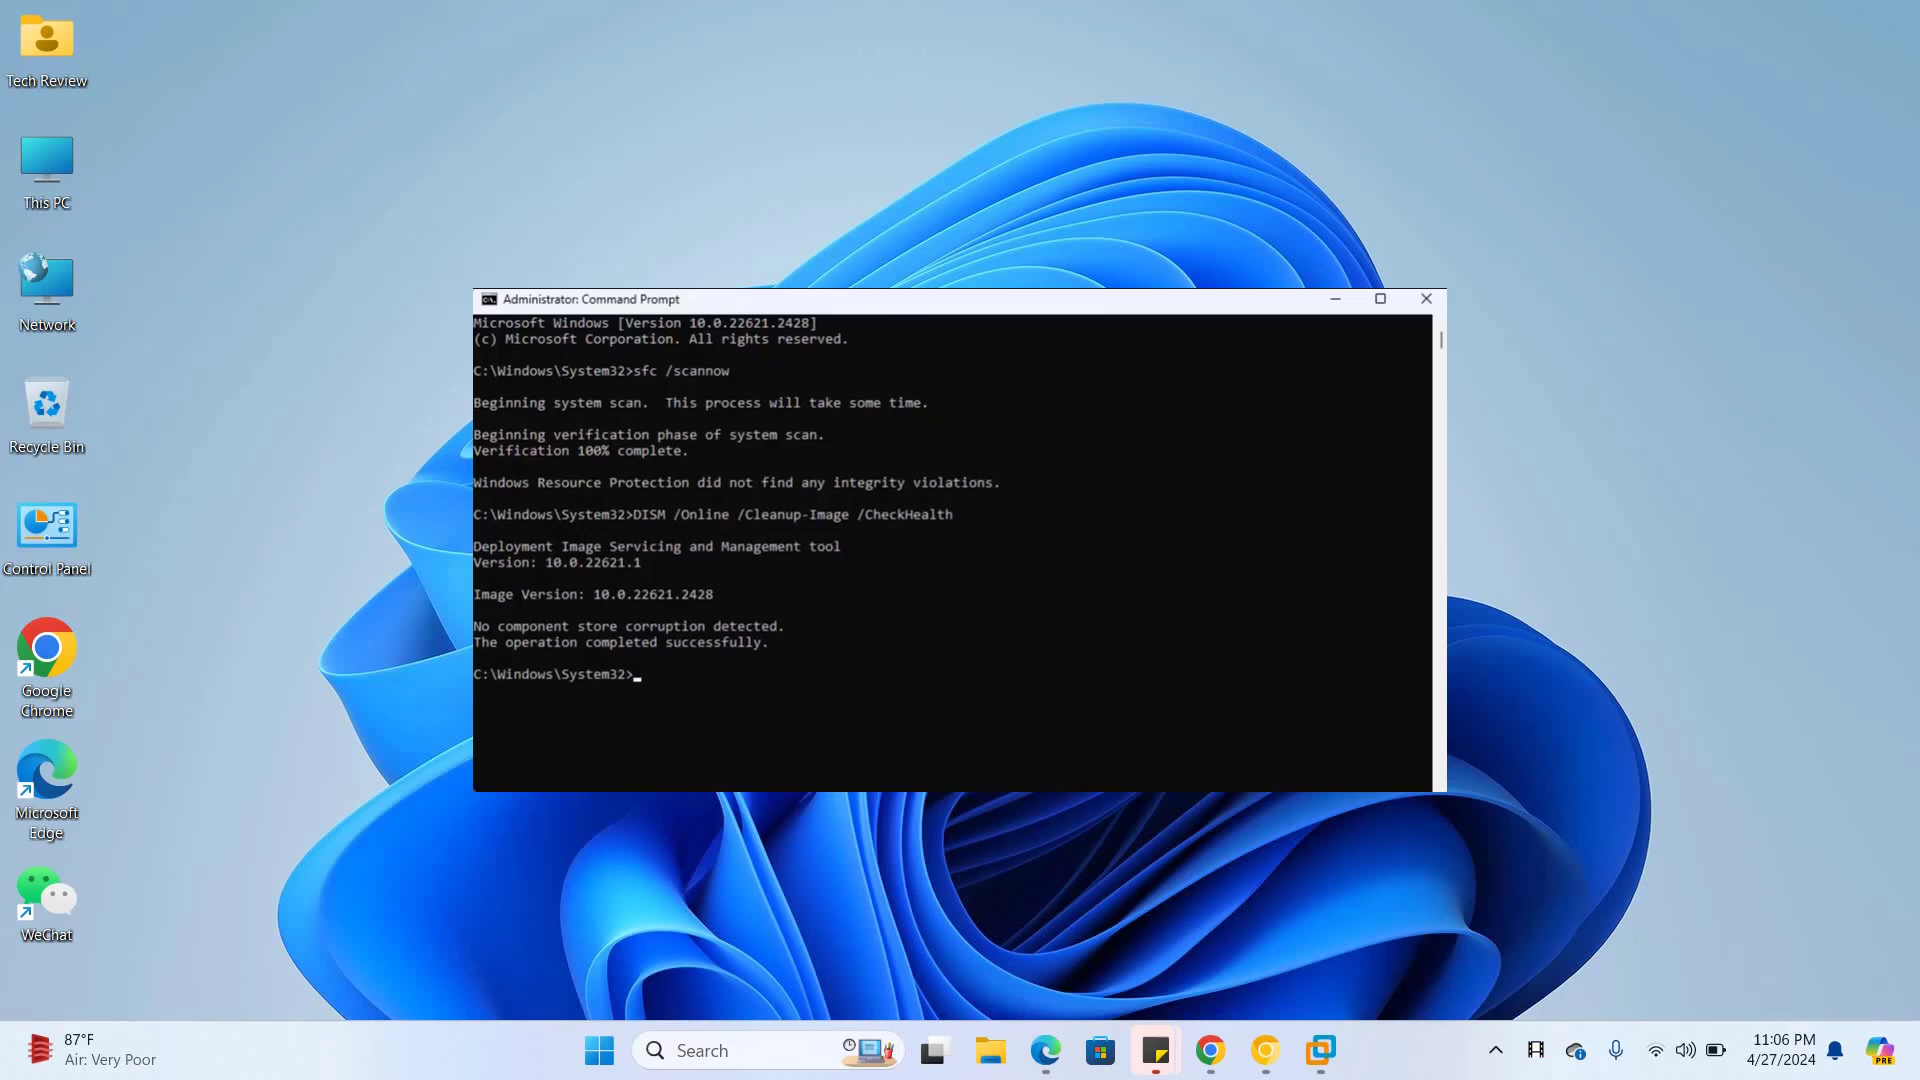 Tech Review
This PC
Network
Recycle Bin
Control Panel
Google
Chrome
Microsoft
Edge
WeChat
Administrator: Command Prompt
Microsoft Windows [Version 10.0.22621.2428]
(c) Microsoft Corporation. All rights reserved.
C:\Windows\System32>sfc /scannow
Beginning system scan.  This process will take some time.
Beginning verification phase of system scan.
Verification 100% complete.
Windows Resource Protection did not find any integrity violations.
C:\Windows\System32>DISM /Online /Cleanup-Image /CheckHealth
Deployment Image Servicing and Management tool
Version: 10.0.22621.1
Image Version: 10.0.22621.2428
No component store corruption detected.
The operation completed successfully.
C:\Windows\System32>
87°F
Air: Very Poor
Search
11:06 PM
4/27/2024
PRE